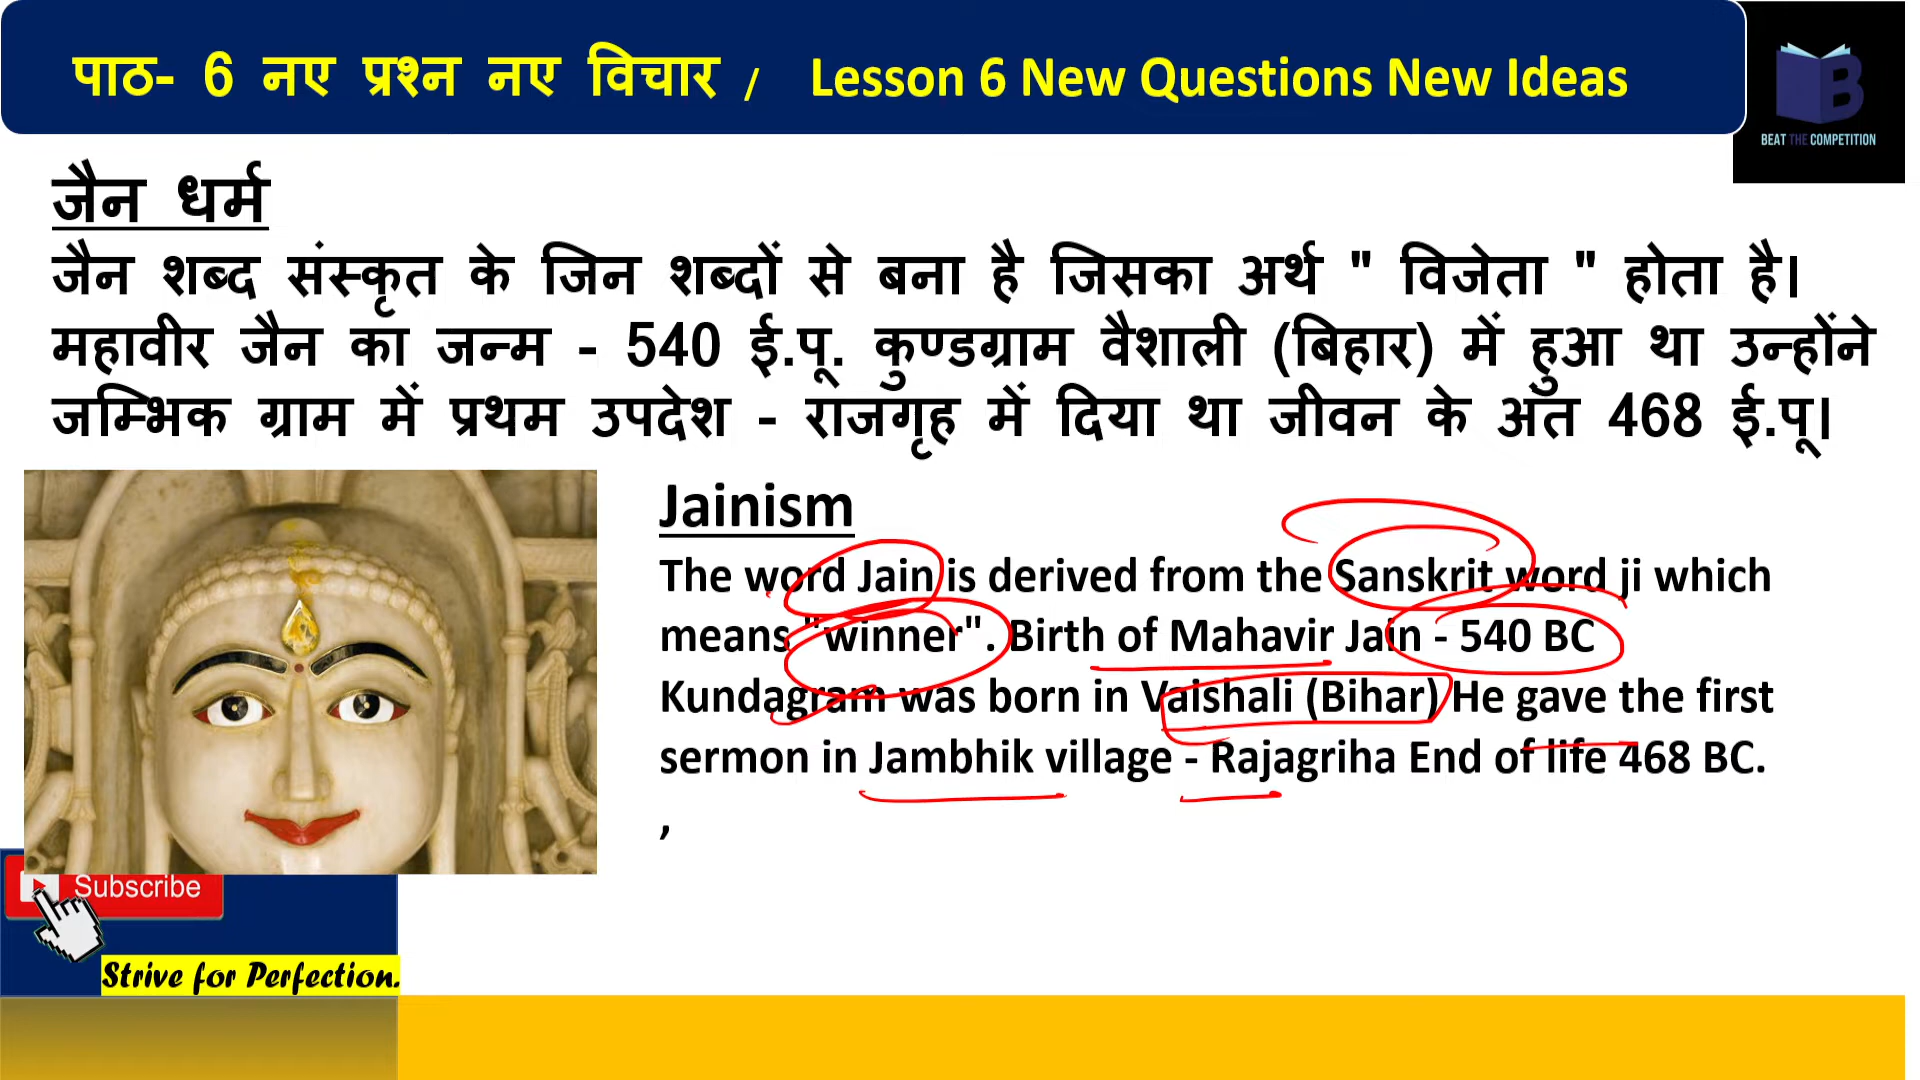 पाठ- 6 नए प्रश्न नए विचार / Lesson 6 New Questions New Ideas
BEAT THE COMPETITION
जैन धर्म
जैन शब्द संस्कृत के जिन शब्दों से बना है जिसका अर्थ " विजेता " होता है।
महावीर जैन का जन्म - 540 ई.पू. कुण्डग्राम वैशाली (बिहार) में हुआ था उन्होंने
जम्भिक ग्राम में प्रथम उपदेश - राजगृह में दिया था जीवन के अंत 468 ई.पू।
Jainism
The word Jain is derived from the Sanskrit word ji which
means "winner". Birth of Mahavir Jain - 540 BC
Kundagram was born in Vaishali (Bihar) He gave the first
sermon in Jambhik village - Rajagriha End of life 468 BC.
,
Subscribe
Strive for Perfection.